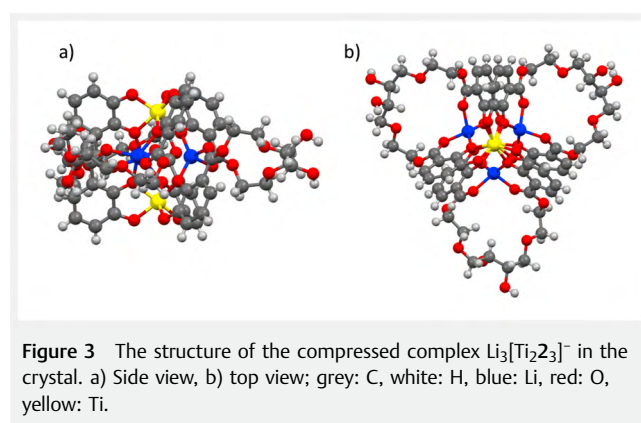 a)
b)
Figure 3 The structure of the compressed complex Li₃[Ti₂2₃]⁻ in the
crystal. a) Side view, b) top view; grey: C, white: H, blue: Li, red: O,
yellow: Ti.